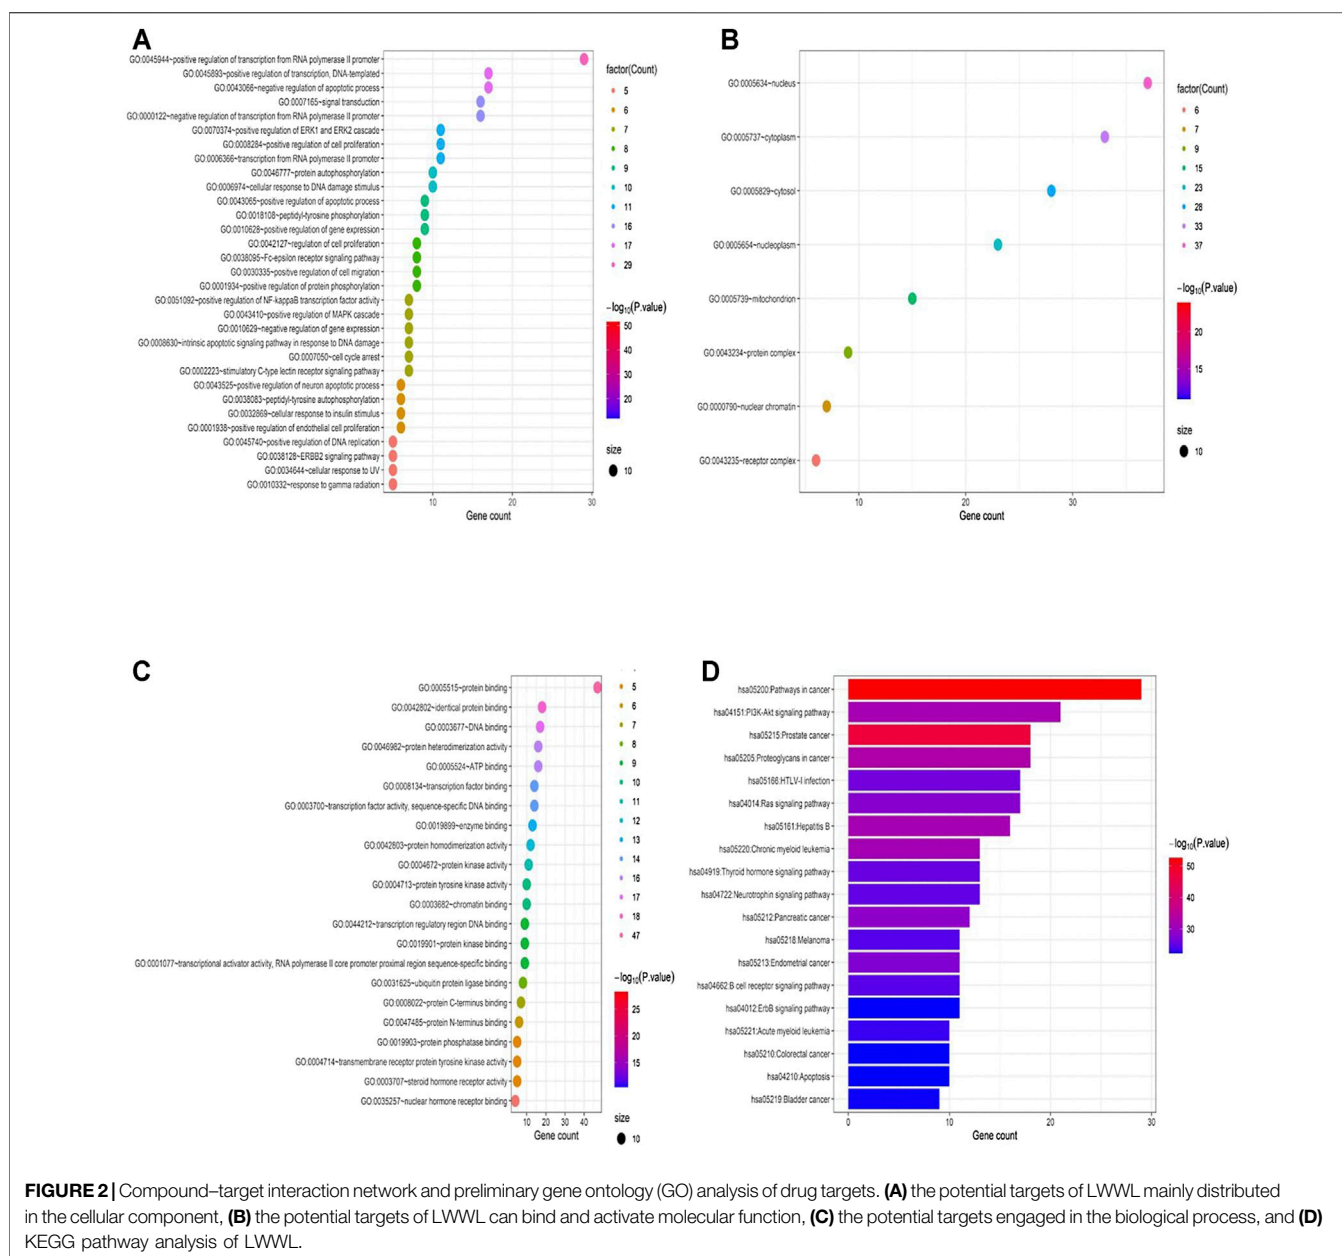 A
GO:0045944~positive regulation of transcription from RNA polymerase II promoter
GO:0045893~positive regulation of transcription, DNA-templated
GO:0043066~negative regulation of apoptotic process
GO:0007165~signal transduction
GO:0000122~negative regulation of transcription from RNA polymerase II promoter
GO:0070374~positive regulation of ERK1 and ERK2 cascade
GO:0008284~positive regulation of cell proliferation
GO:0006366~transcription from RNA polymerase II promoter
GO:0046777~protein autophosphorylation
GO:0006974~cellular response to DNA damage stimulus
GO:0043065~positive regulation of apoptotic process
GO:0018108~peptidyl-tyrosine phosphorylation
GO:0010628~positive regulation of gene expression
GO:0042127~regulation of cell proliferation
GO:0038095~Fc-epsilon receptor signaling pathway
GO:0030335~positive regulation of cell migration
GO:0001934~positive regulation of protein phosphorylation
GO:0051092~positive regulation of NF-kappaB transcription factor activity
GO:0043410~positive regulation of MAPK cascade
GO:0010629~negative regulation of gene expression
GO:0008630~intrinsic apoptotic signaling pathway in response to DNA damage
GO:0007050~cell cycle arrest
GO:0002223~stimulatory C-type lectin receptor signaling pathway
GO:0043525~positive regulation of neuron apoptotic process
GO:0038083~peptidyl-tyrosine autophosphorylation
GO:0032869~cellular response to insulin stimulus
GO:0001938~positive regulation of endothelial cell proliferation
GO:0045740~positive regulation of DNA replication
GO:0038128~ERBB2 signaling pathway
GO:0034644~cellular response to UV
GO:0010332~response to gamma radiation
10 20 30
Gene count
factor(Count)
5
6
7
8
9
10
11
16
17
29
−log10(P.value)
50
40
30
20
size
10
B
GO:0005634~nucleus
GO:0005737~cytoplasm
GO:0005829~cytosol
GO:0005654~nucleoplasm
GO:0005739~mitochondrion
GO:0043234~protein complex
GO:0000790~nuclear chromatin
GO:0043235~receptor complex
10 20 30
Gene count
factor(Count)
6
7
9
15
23
28
33
37
−log10(P.value)
20
15
size
10
C
GO:0005515~protein binding
GO:0042802~identical protein binding
GO:0003677~DNA binding
GO:0046982~protein heterodimerization activity
GO:0005524~ATP binding
GO:0008134~transcription factor binding
GO:0003700~transcription factor activity, sequence-specific DNA binding
GO:0019899~enzyme binding
GO:0042803~protein homodimerization activity
GO:0004672~protein kinase activity
GO:0004713~protein tyrosine kinase activity
GO:0003682~chromatin binding
GO:0044212~transcription regulatory region DNA binding
GO:0019901~protein kinase binding
GO:0001077~transcriptional activator activity, RNA polymerase II core promoter proximal region sequence-specific binding
GO:0031625~ubiquitin protein ligase binding
GO:0008022~protein C-terminus binding
GO:0047485~protein N-terminus binding
GO:0019903~protein phosphatase binding
GO:0004714~transmembrane receptor protein tyrosine kinase activity
GO:0003707~steroid hormone receptor activity
GO:0035257~nuclear hormone receptor binding
10 20 30 40
Gene count
5
6
7
8
9
10
11
12
13
14
16
17
18
47
−log10(P.value)
25
20
15
size
10
D
hsa05200:Pathways in cancer
hsa04151:PI3K-Akt signaling pathway
hsa05215:Prostate cancer
hsa05205:Proteoglycans in cancer
hsa05166:HTLV-I infection
hsa04014:Ras signaling pathway
hsa05161:Hepatitis B
hsa05220:Chronic myeloid leukemia
hsa04919:Thyroid hormone signaling pathway
hsa04722:Neurotrophin signaling pathway
hsa05212:Pancreatic cancer
hsa05218:Melanoma
hsa05213:Endometrial cancer
hsa04662:B cell receptor signaling pathway
hsa04012:ErbB signaling pathway
hsa05221:Acute myeloid leukemia
hsa05210:Colorectal cancer
hsa04210:Apoptosis
hsa05219:Bladder cancer
0 10 20 30
Gene count
−log10(P.value)
50
40
30
FIGURE 2 | Compound–target interaction network and preliminary gene ontology (GO) analysis of drug targets. (A) the potential targets of LWWL mainly distributed
in the cellular component, (B) the potential targets of LWWL can bind and activate molecular function, (C) the potential targets engaged in the biological process, and (D)
KEGG pathway analysis of LWWL.